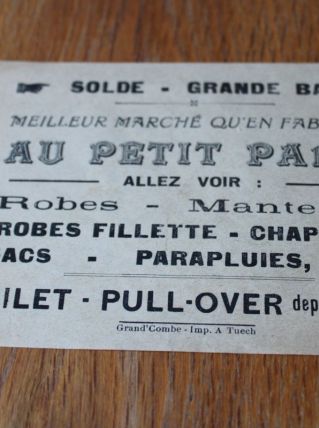 SOLDE - GRANDE BA
MEILLEUR MARCHÉ QU'EN FAB
AU PETIT PA
ALLEZ VOIR :
Robes - Mante
ROBES FILLETTE - CHAP
ACS - PARAPLUIES,
ILET - PULL-OVER dep
Grand'Combe - Imp. A Tuech